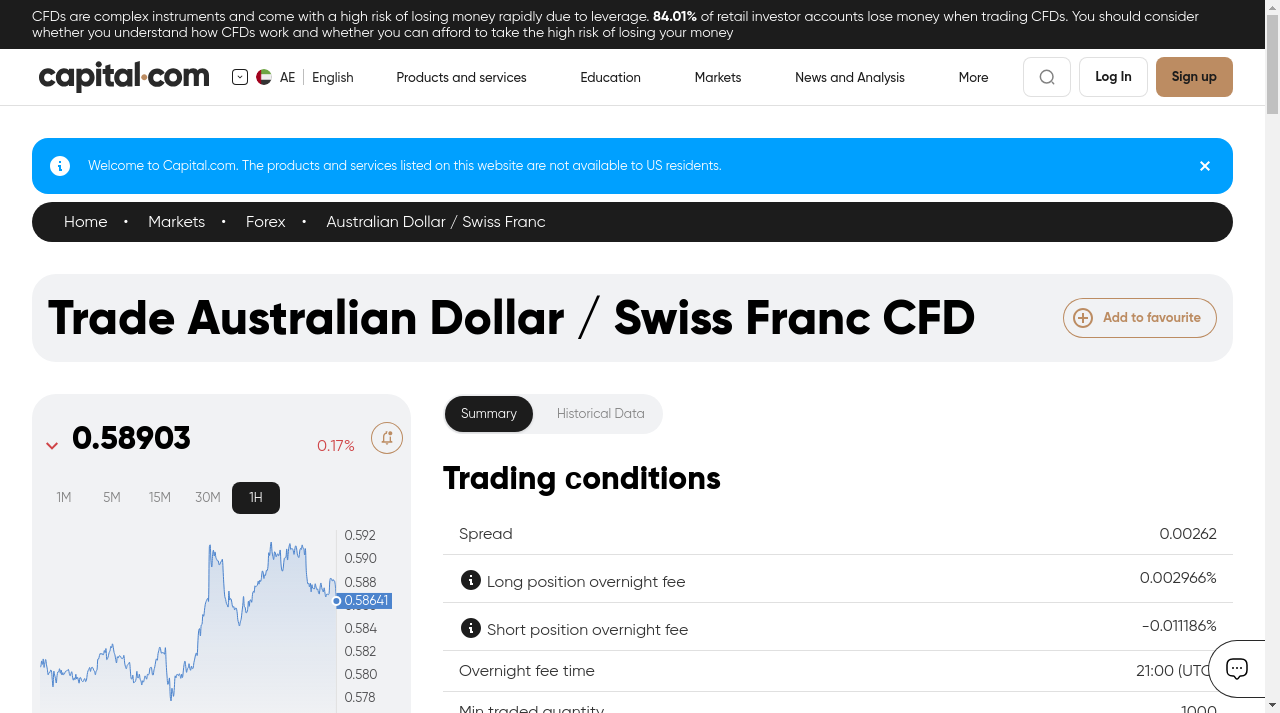 CFDs are complex instruments and come with a high risk of losing money rapidly due to leverage. 84.01% of retail investor accounts lose money when trading CFDs. You should consider
whether you understand how CFDs work and whether you can afford to take the high risk of losing your money
capital.com
AE
English
Products and services
Education
Markets
News and Analysis
More
Log In
Sign up
Welcome to Capital.com. The products and services listed on this website are not available to US residents.
Home • Markets • Forex • Australian Dollar / Swiss Franc
Trade Australian Dollar / Swiss Franc CFD
Add to favourite
0.58903
0.17%
1M
5M
15M
30M
1H
0.592
0.590
0.588
0.58641
0.584
0.582
0.580
0.578
Summary
Historical Data
Trading conditions
Spread
0.00262
Long position overnight fee
0.002966%
Short position overnight fee
-0.011186%
Overnight fee time
21:00 (UTC
Min traded quantity
1000